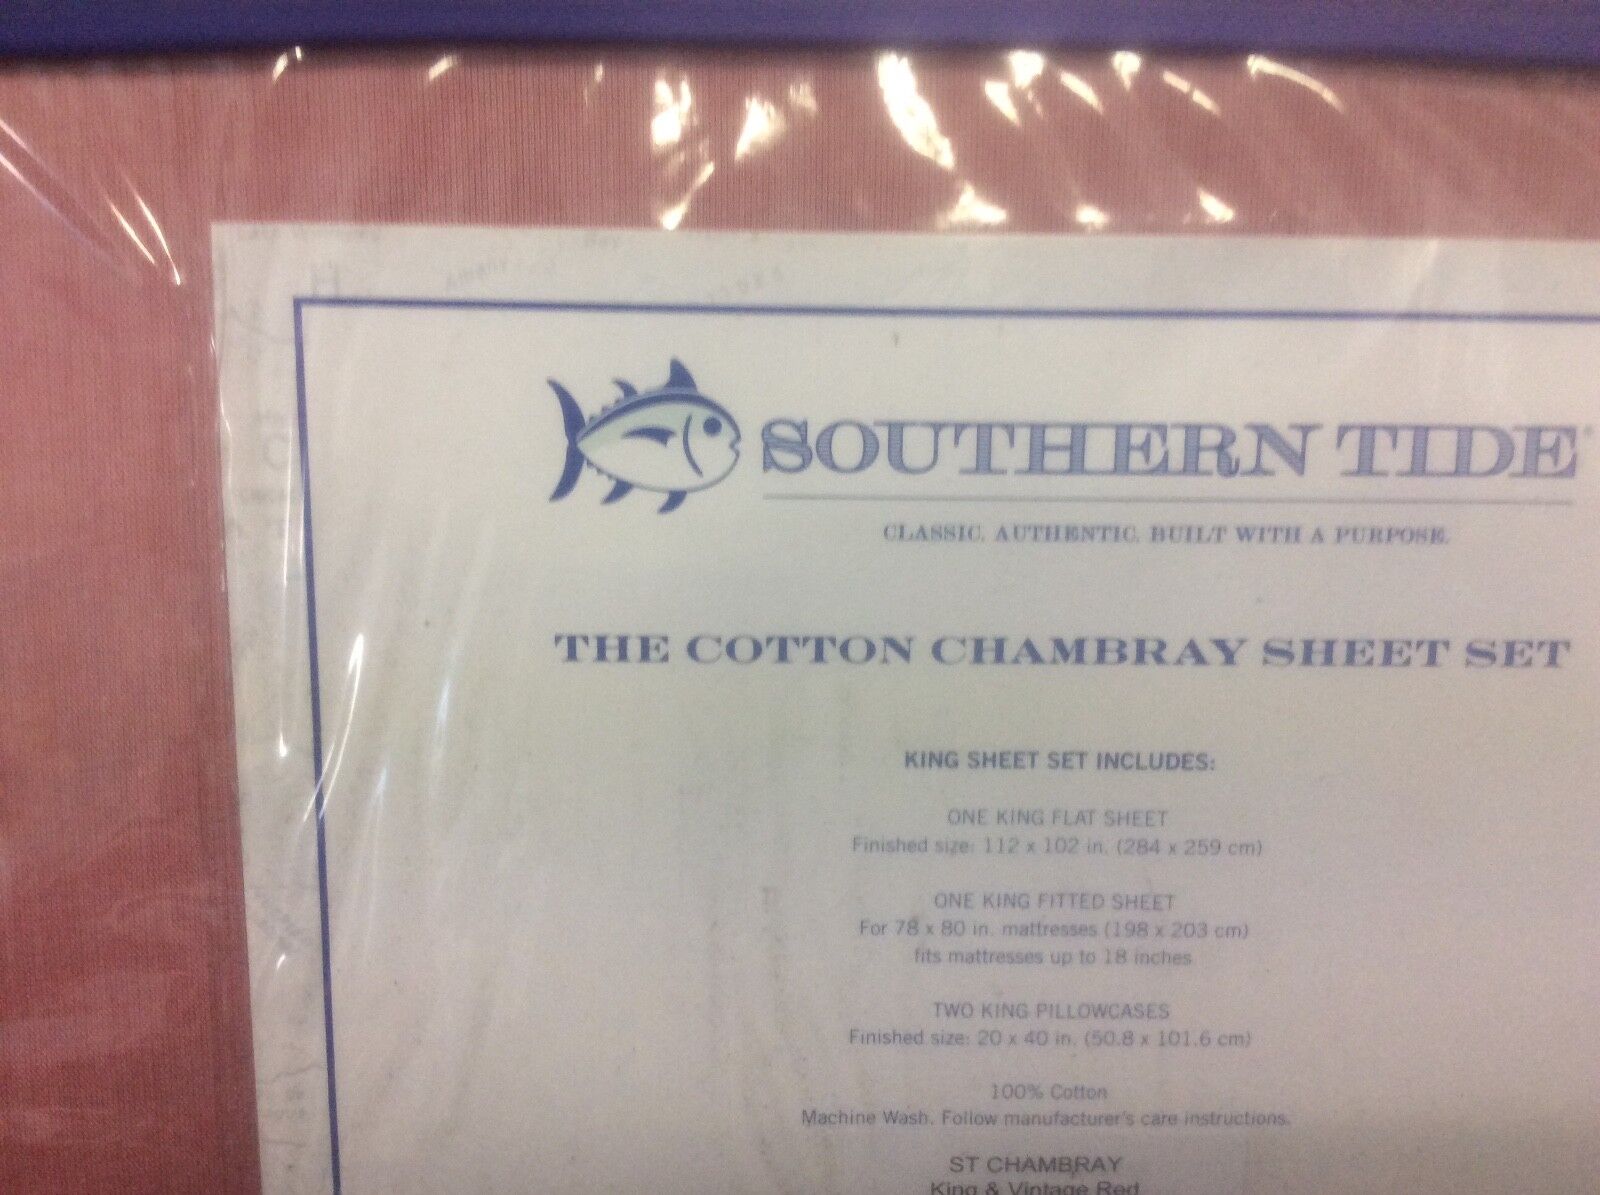 SOUTHERN TIDE®
CLASSIC. AUTHENTIC. BUILT WITH A PURPOSE.
THE COTTON CHAMBRAY SHEET SET
KING SHEET SET INCLUDES:
ONE KING FLAT SHEET
Finished size: 112 x 102 in. (284 x 259 cm)
ONE KING FITTED SHEET
For 78 x 80 in. mattresses (198 x 203 cm)
fits mattresses up to 18 inches
TWO KING PILLOWCASES
Finished size: 20 x 40 in. (50.8 x 101.6 cm)
100% Cotton
Machine Wash. Follow manufacturer's care instructions.
ST CHAMBRAY
King & Vintage Red